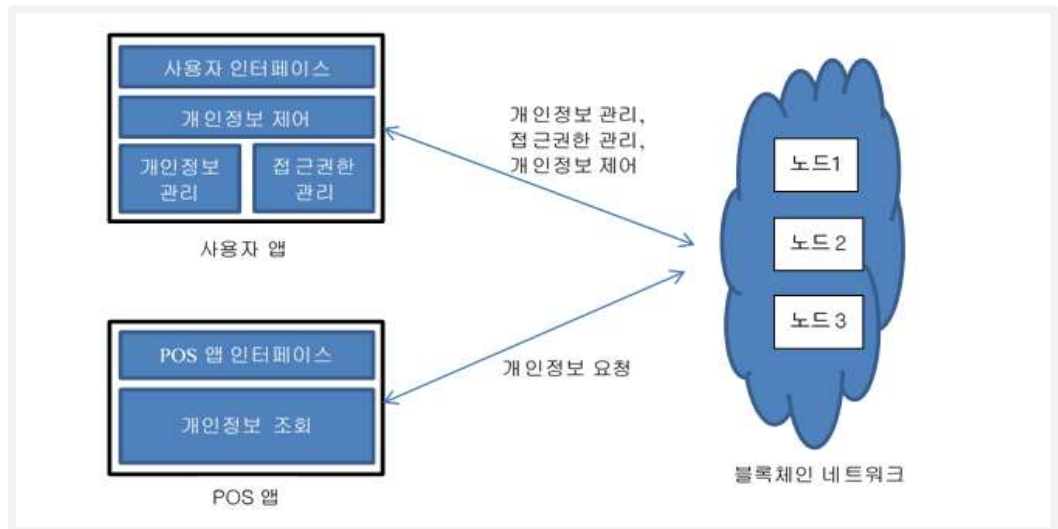 사용자 인터페이스
개인정보 제어
개인정보
관리
접근권한
관리
사용자 앱
POS 앱 인터페이스
개인정보 조회
POS 앱
개인정보 관리,
접근권한 관리,
개인정보 제어
개인정보 요청
노드1
노드 2
노드 3
블록체인 네트워크